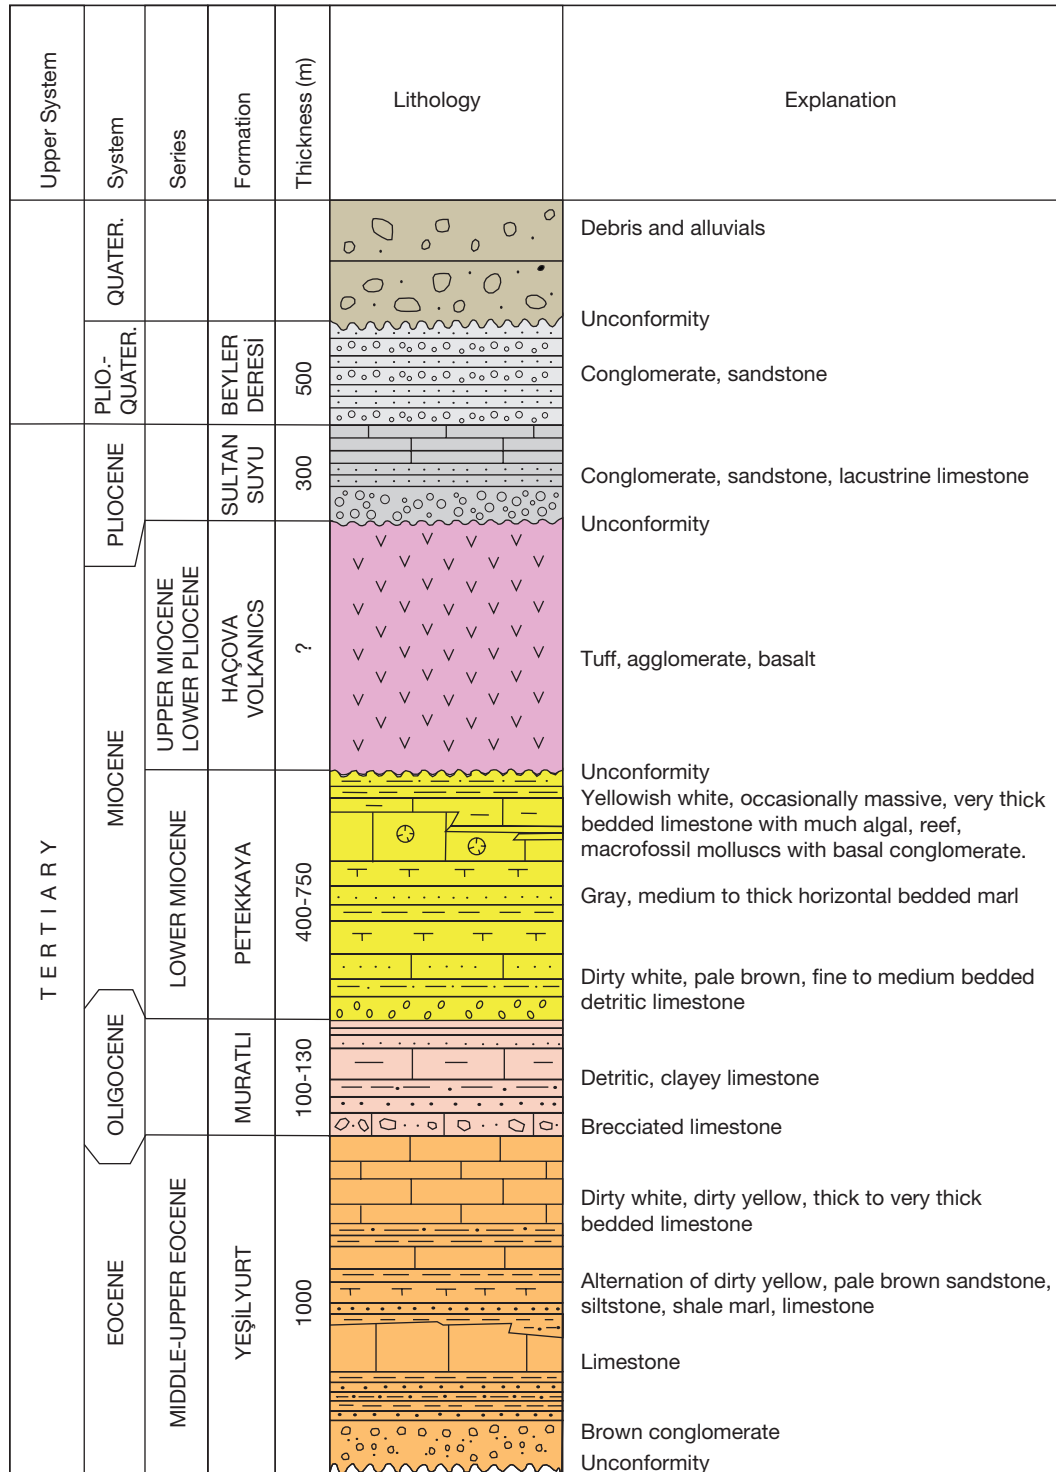 Upper System
System
Series
Formation
Thickness (m)
Lithology
Explanation
QUATER.
Debris and alluvials
Unconformity
PLIO.-
QUATER.
BEYLER
DERESİ
500
Conglomerate, sandstone
TERTIARY
PLIOCENE
SULTAN
SUYU
300
Conglomerate, sandstone, lacustrine limestone
Unconformity
MIOCENE
UPPER MIOCENE
LOWER PLIOCENE
HAÇOVA
VOLKANICS
?
Tuff, agglomerate, basalt
Unconformity
LOWER MIOCENE
PETEKKAYA
400-750
Yellowish white, occasionally massive, very thick
bedded limestone with much algal, reef,
macrofossil molluscs with basal conglomerate.
Gray, medium to thick horizontal bedded marl
Dirty white, pale brown, fine to medium bedded
detritic limestone
OLIGOCENE
MURATLI
100-130
Detritic, clayey limestone
Brecciated limestone
EOCENE
MIDDLE-UPPER EOCENE
YEŞİLYURT
1000
Dirty white, dirty yellow, thick to very thick
bedded limestone
Alternation of dirty yellow, pale brown sandstone,
siltstone, shale marl, limestone
Limestone
Brown conglomerate
Unconformity